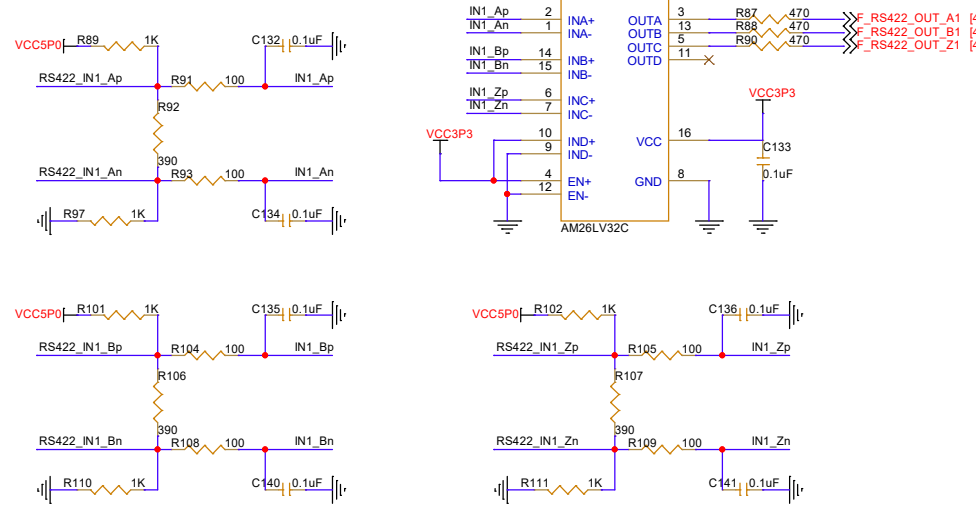 VCC5P0 R89 1K C132 0.1uF
RS422_IN1_Ap R91 100 IN1_Ap
R92
390
RS422_IN1_An R93 100 IN1_An
R97 1K C134 0.1uF
IN1_Ap 2 INA+ OUTA 3 R87 470 F_RS422_OUT_A1
IN1_An 1 INA- OUTB 13 R88 470 F_RS422_OUT_B1
OUTC 5 R90 470 F_RS422_OUT_Z1
IN1_Bp 14 INB+ OUTD 11
IN1_Bn 15 INB-
IN1_Zp 6 INC+
IN1_Zn 7 INC-
VCC3P3 10 IND+ VCC 16 VCC3P3
9 IND- C133
0.1uF
4 EN+ GND 8
12 EN-
AM26LV32C
VCC5P0 R101 1K C135 0.1uF
RS422_IN1_Bp R104 100 IN1_Bp
R106
390
RS422_IN1_Bn R108 100 IN1_Bn
R110 1K C140 0.1uF
VCC5P0 R102 1K C136 0.1uF
RS422_IN1_Zp R105 100 IN1_Zp
R107
390
RS422_IN1_Zn R109 100 IN1_Zn
R111 1K C141 0.1uF